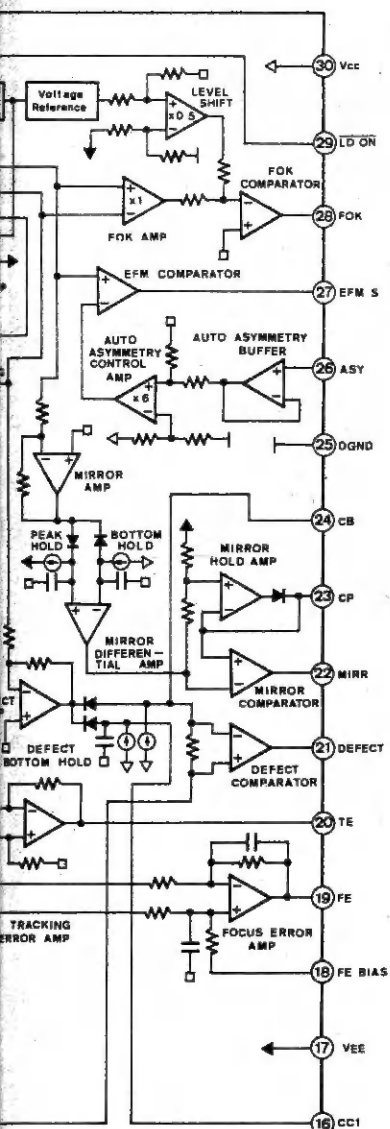 30 Vcc
Voltage
Reference
LEVEL
SHIFT
+
x0.5
-
29 LD ON
FOK
COMPARATOR
+
x1
-
-
+
28 FOK
FOK AMP
EFM COMPARATOR
+
-
27 EFM S
AUTO
ASYMMETRY
CONTROL
AMP
AUTO ASYMMETRY
BUFFER
+
-
26 ASY
+
x6
-
25 DGND
- +
MIRROR
AMP
24 CB
PEAK
HOLD
BOTTOM
HOLD
MIRROR
HOLD AMP
+
-
23 CP
+ -
MIRROR
DIFFEREN-
TIAL AMP
+
-
22 MIRR
MIRROR
COMPARATOR
CT
-
+
-
+
21 DEFECT
DEFECT
BOTTOM HOLD
DEFECT
COMPARATOR
-
+
20 TE
-
+
19 FE
TRACKING
ERROR AMP
FOCUS ERROR
AMP
18 FE BIAS
17 VEE
16 CC1